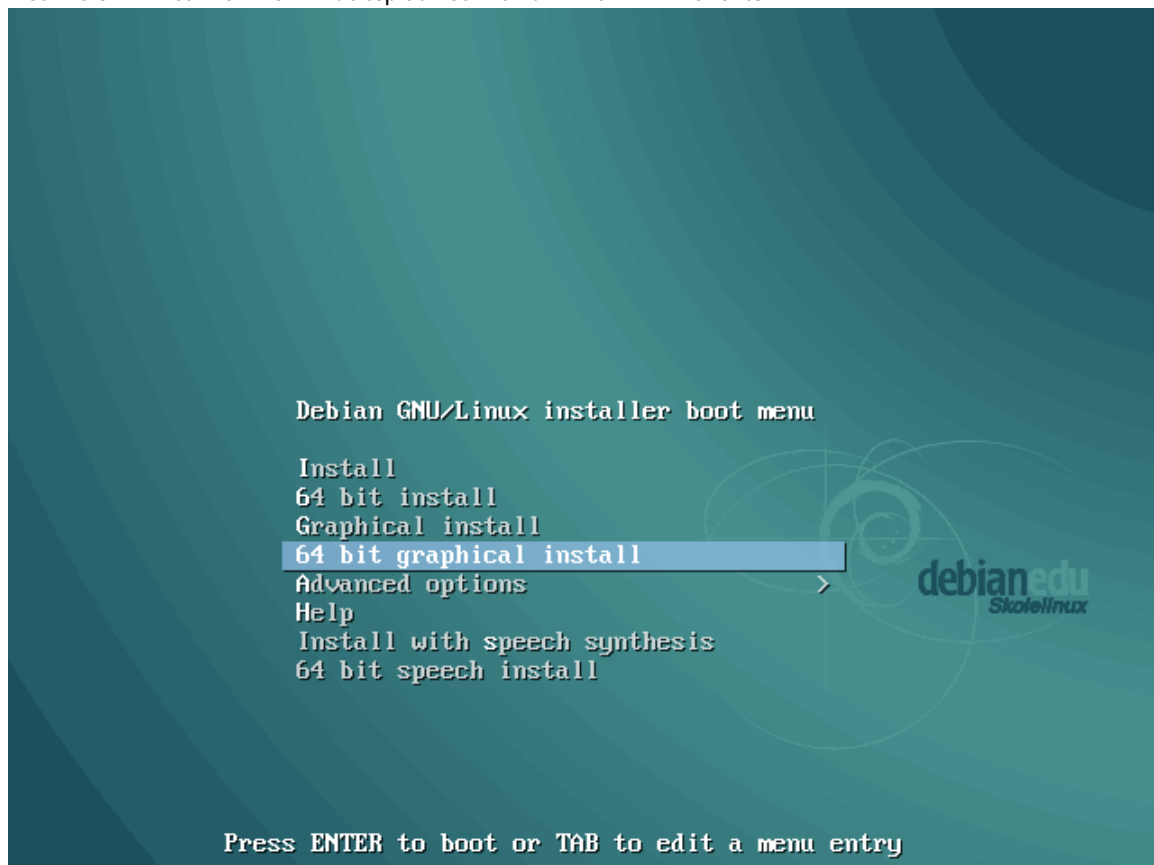 Debian GNU/Linux installer boot menu
Install
64 bit install
Graphical install
64 bit graphical install
Advanced options >
Help
Install with speech synthesis
64 bit speech install
debianedu
Skolelinux
Press ENTER to boot or TAB to edit a menu entry